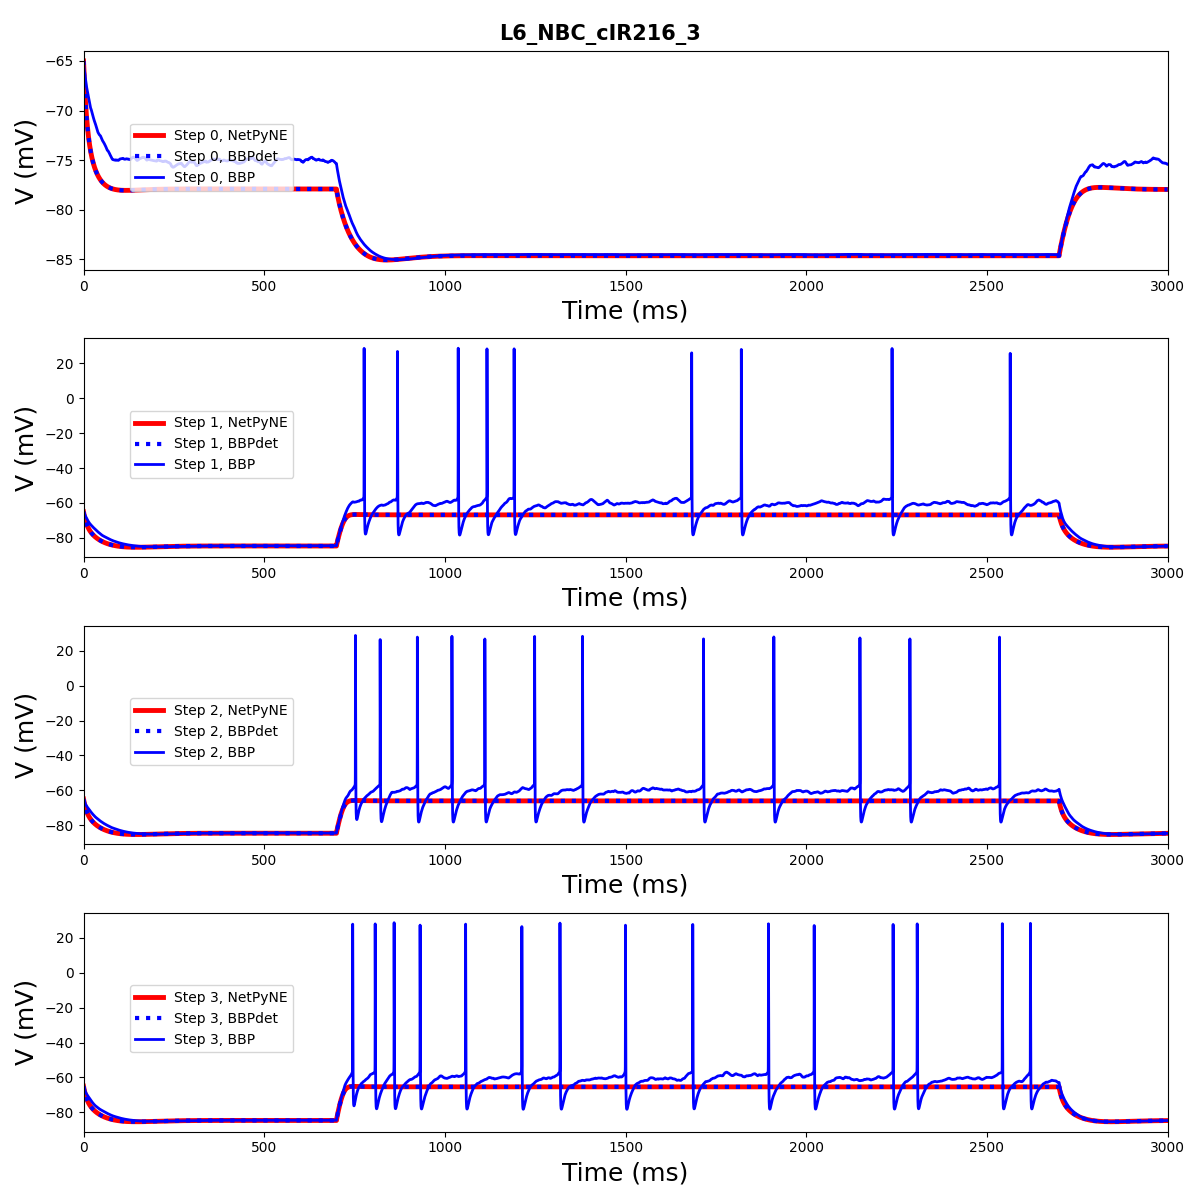 L6_NBC_cIR216_3
−65
−70
−75
−80
−85
V (mV)
Step 0, NetPyNE
Step 0, BBPdet
Step 0, BBP
0 500 1000 1500 2000 2500 3000
Time (ms)
20
0
−20
−40
−60
−80
V (mV)
Step 1, NetPyNE
Step 1, BBPdet
Step 1, BBP
0 500 1000 1500 2000 2500 3000
Time (ms)
20
0
−20
−40
−60
−80
V (mV)
Step 2, NetPyNE
Step 2, BBPdet
Step 2, BBP
0 500 1000 1500 2000 2500 3000
Time (ms)
20
0
−20
−40
−60
−80
V (mV)
Step 3, NetPyNE
Step 3, BBPdet
Step 3, BBP
0 500 1000 1500 2000 2500 3000
Time (ms)